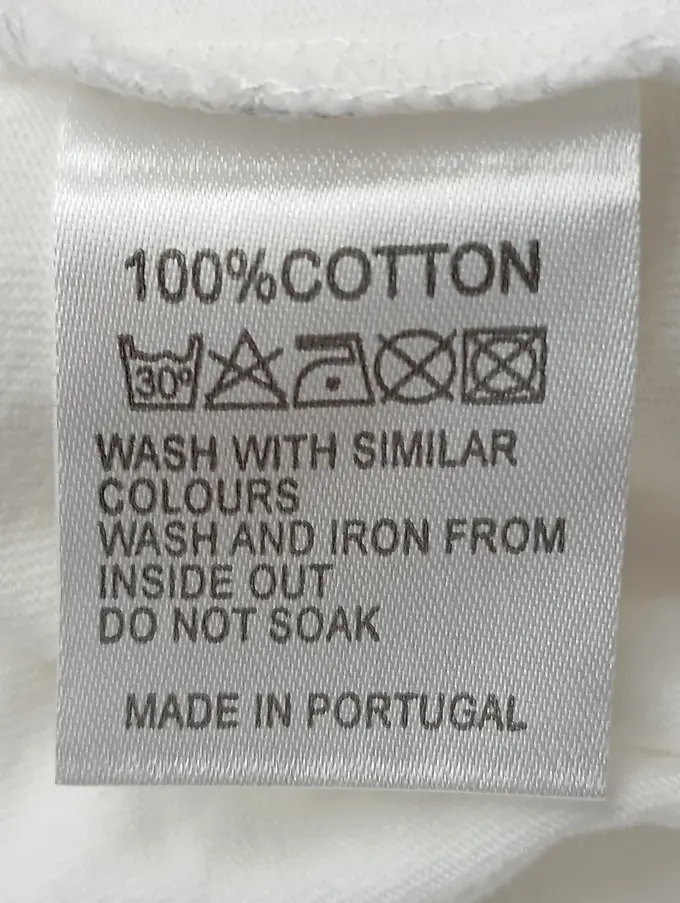 100%COTTON
30°
WASH WITH SIMILAR
COLOURS
WASH AND IRON FROM
INSIDE OUT
DO NOT SOAK
MADE IN PORTUGAL